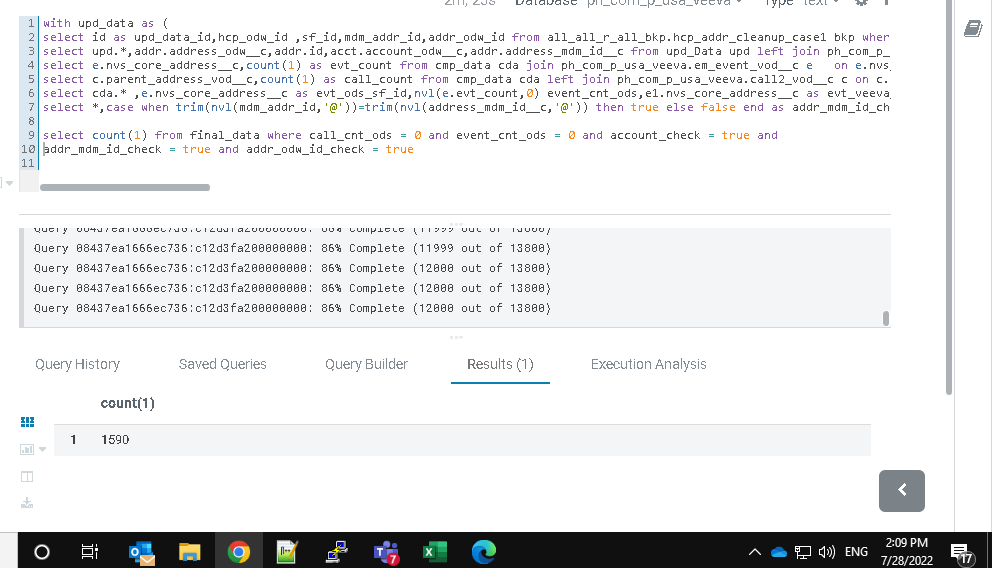 2m, 23s Database ph_com_p_usa_veeva Type text
1 with upd_data as (
2 select id as upd_data_id,hcp_odw_id ,sf_id,mdm_addr_id,addr_odw_id from all_all_r_all_bkp.hcp_addr_cleanup_case1 bkp wher
3 select upd.*,addr.address_odw__c,addr.id,acct.account_odw__c,addr.address_mdm_id__c from upd_Data upd left join ph_com_p_
4 select e.nvs_core_address__c,count(1) as evt_count from cmp_data cda join ph_com_p_usa_veeva.em_event_vod__c e on e.nvs_
5 select c.parent_address_vod__c,count(1) as call_count from cmp_data cda left join ph_com_p_usa_veeva.call2_vod__c c on c.
6 select cda.* ,e.nvs_core_address__c as evt_ods_sf_id,nvl(e.evt_count,0) event_cnt_ods,e1.nvs_core_address__c as evt_veeva_
7 select *,case when trim(nvl(mdm_addr_id,'@'))=trim(nvl(address_mdm_id__c,'@')) then true else false end as addr_mdm_id_ch
8
9 select count(1) from final_data where call_cnt_ods = 0 and event_cnt_ods = 0 and account_check = true and
10 addr_mdm_id_check = true and addr_odw_id_check = true
11
Query 08437ea1666ec736:c12d3fa200000000: 86% Complete (11999 out of 13800)
Query 08437ea1666ec736:c12d3fa200000000: 86% Complete (11999 out of 13800)
Query 08437ea1666ec736:c12d3fa200000000: 86% Complete (12000 out of 13800)
Query 08437ea1666ec736:c12d3fa200000000: 86% Complete (12000 out of 13800)
Query 08437ea1666ec736:c12d3fa200000000: 86% Complete (12000 out of 13800)
Query History Saved Queries Query Builder Results (1) Execution Analysis
count(1)
1 1590
7 ENG 2:09 PM
7/28/2022 17